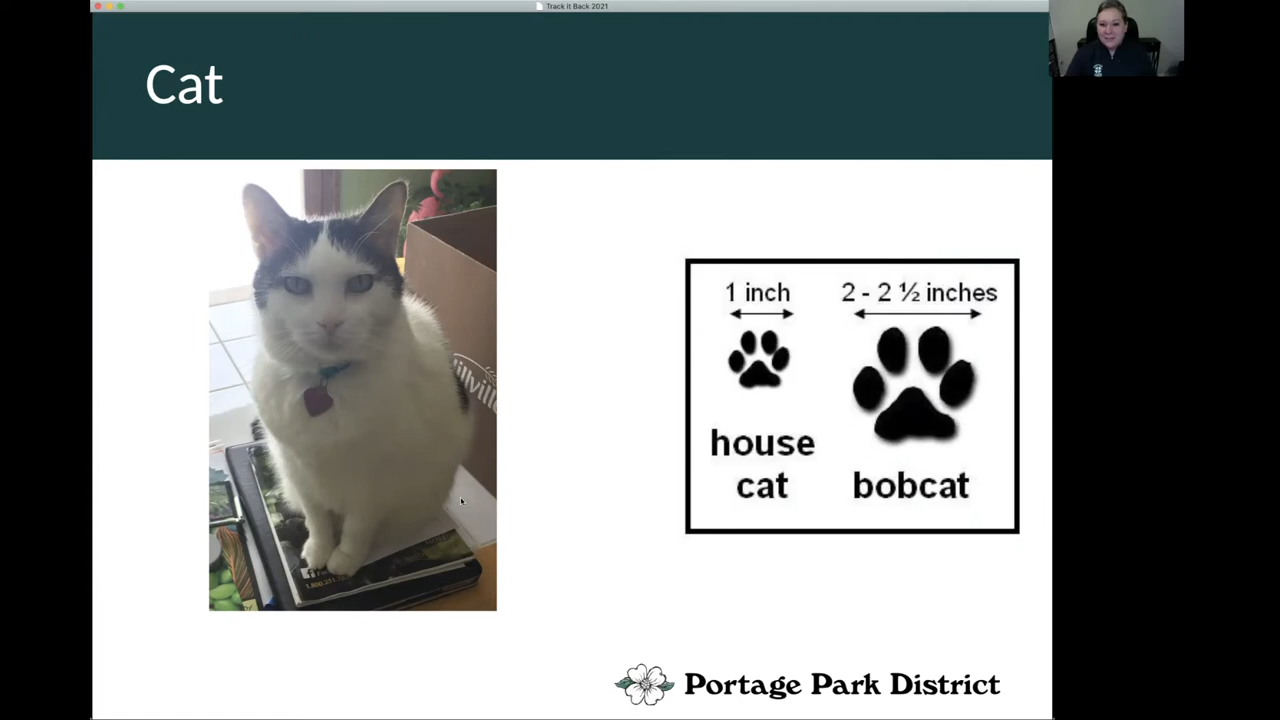 Track it Back 2021
Cat
1 inch
2 - 2 ½ inches
house
cat
bobcat
Portage Park District